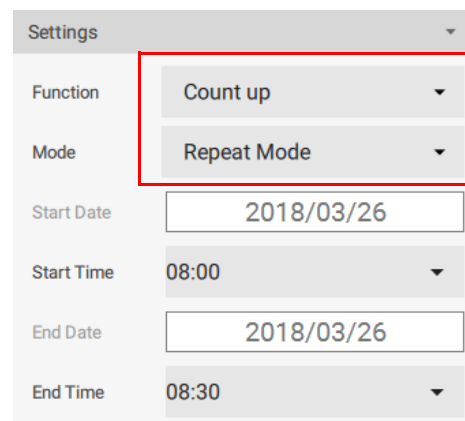 Settings
Function Count up
Mode Repeat Mode
Start Date 2018/03/26
Start Time 08:00
End Date 2018/03/26
End Time 08:30